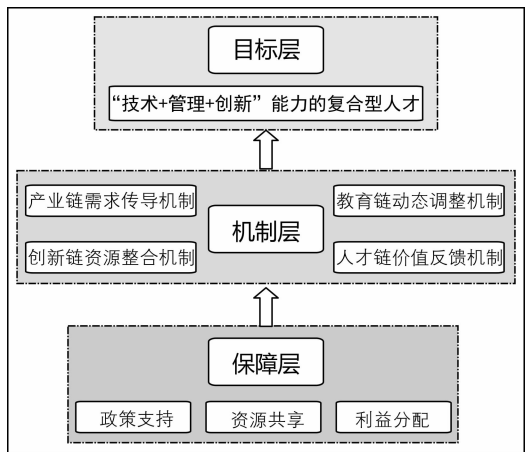 目标层
“技术+管理+创新”能力的复合型人才
产业链需求传导机制
教育链动态调整机制
机制层
创新链资源整合机制
人才链价值反馈机制
保障层
政策支持
资源共享
利益分配